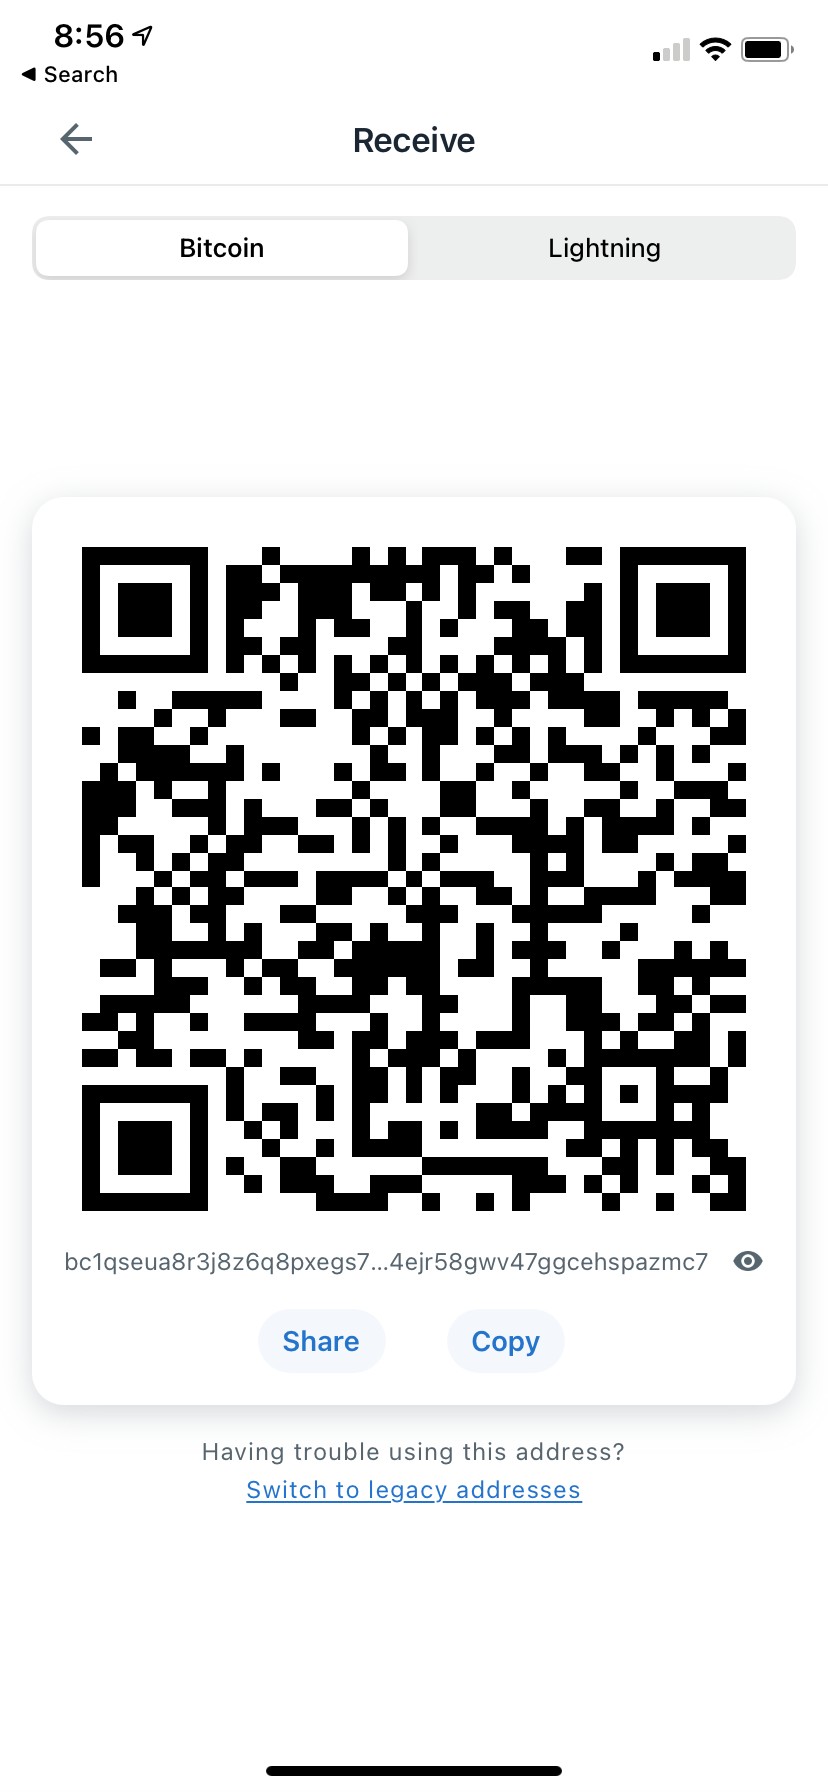 8:56
Search
Receive
Bitcoin
Lightning
bc1qseua8r3j8z6q8pxegs7...4ejr58gwv47ggcehspazmc7
Share
Copy
Having trouble using this address?
Switch to legacy addresses